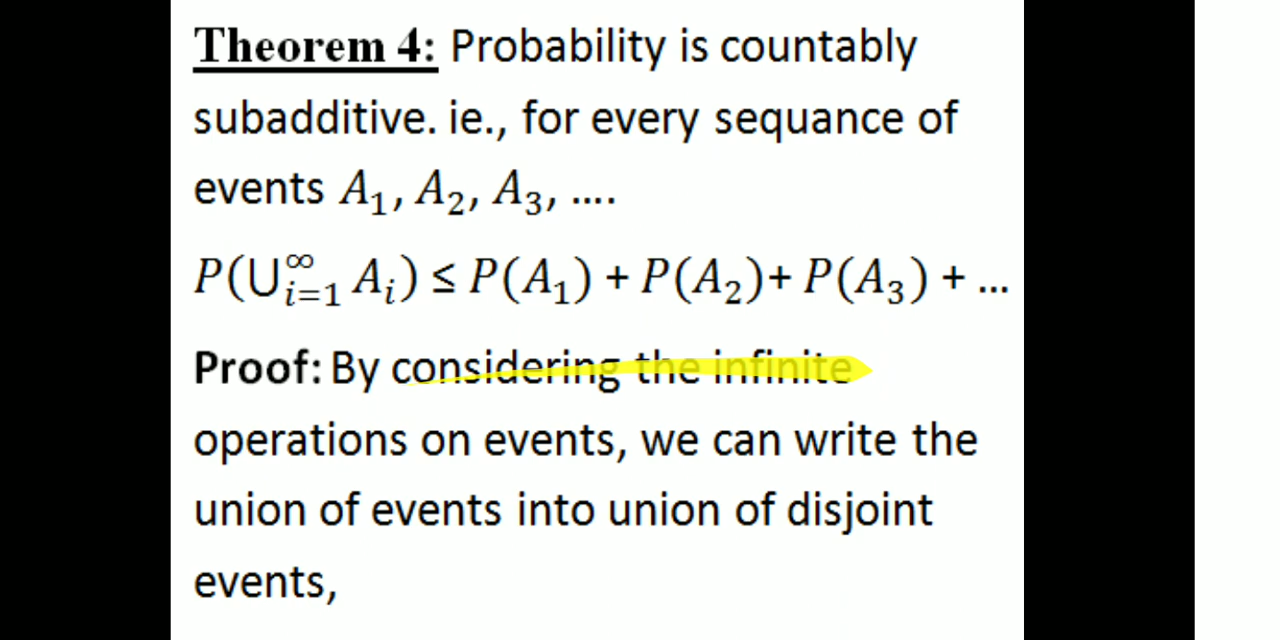 Theorem 4: Probability is countably
subadditive. ie., for every sequance of
events A₁, A₂, A₃, ....
P(⋃_{i=1}^{∞} A_i) ≤ P(A₁) + P(A₂)+ P(A₃) + ...
Proof: By considering the infinite
operations on events, we can write the
union of events into union of disjoint
events,